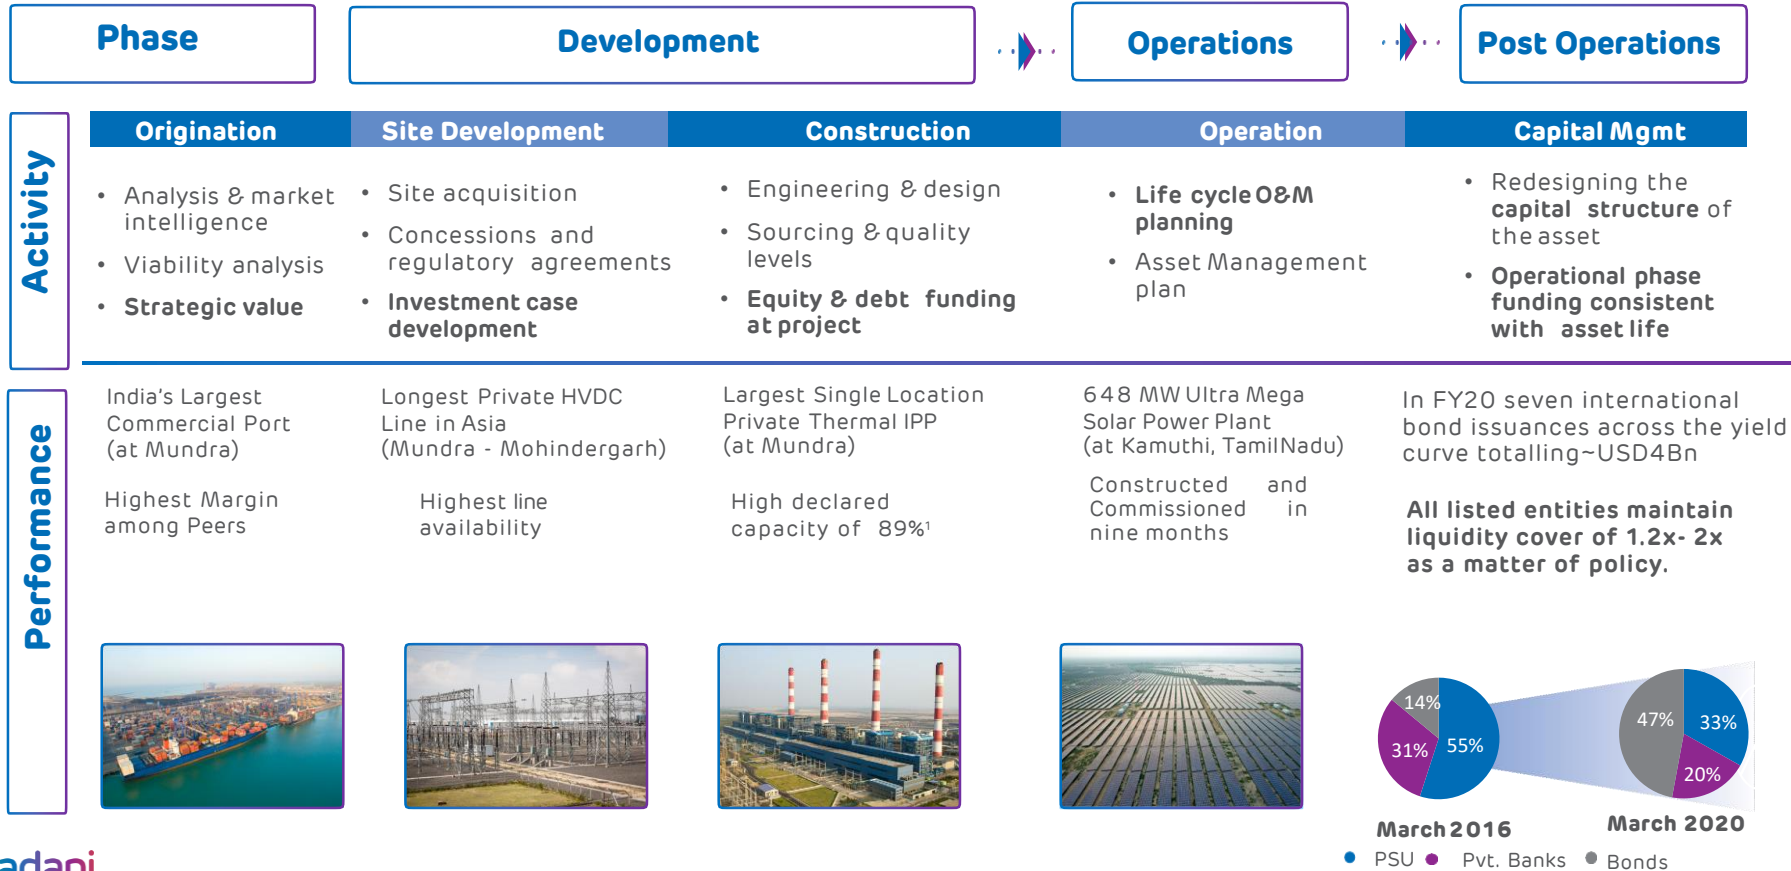 Phase
Development
Operations
Post Operations
Activity
Origination
Site Development
Construction
Operation
Capital Mgmt
• Analysis & market
intelligence
• Viability analysis
• Strategic value
• Site acquisition
• Concessions and
regulatory agreements
• Investment case
development
• Engineering & design
• Sourcing & quality
levels
• Equity & debt funding
at project
• Life cycle O&M
planning
• Asset Management
plan
• Redesigning the
capital structure of
the asset
• Operational phase
funding consistent
with asset life
Performance
India's Largest
Commercial Port
(at Mundra)
Highest Margin
among Peers
Longest Private HVDC
Line in Asia
(Mundra - Mohindergarh)
Highest line
availability
Largest Single Location
Private Thermal IPP
(at Mundra)
High declared
capacity of 89%¹
648 MW Ultra Mega
Solar Power Plant
(at Kamuthi, TamilNadu)
Constructed and
Commissioned in
nine months
In FY20 seven international
bond issuances across the yield
curve totalling~USD4Bn
All listed entities maintain
liquidity cover of 1.2x- 2x
as a matter of policy.
14%
31%
55%
March 2016
47%
33%
20%
March 2020
PSU
Pvt. Banks
Bonds
adani